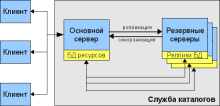 Клиент
Клиент
Клиент
Основной
сервер
БД ресурсов
репликация
синхронизация
Резервные
серверы
Реплики БД
Служба каталогов